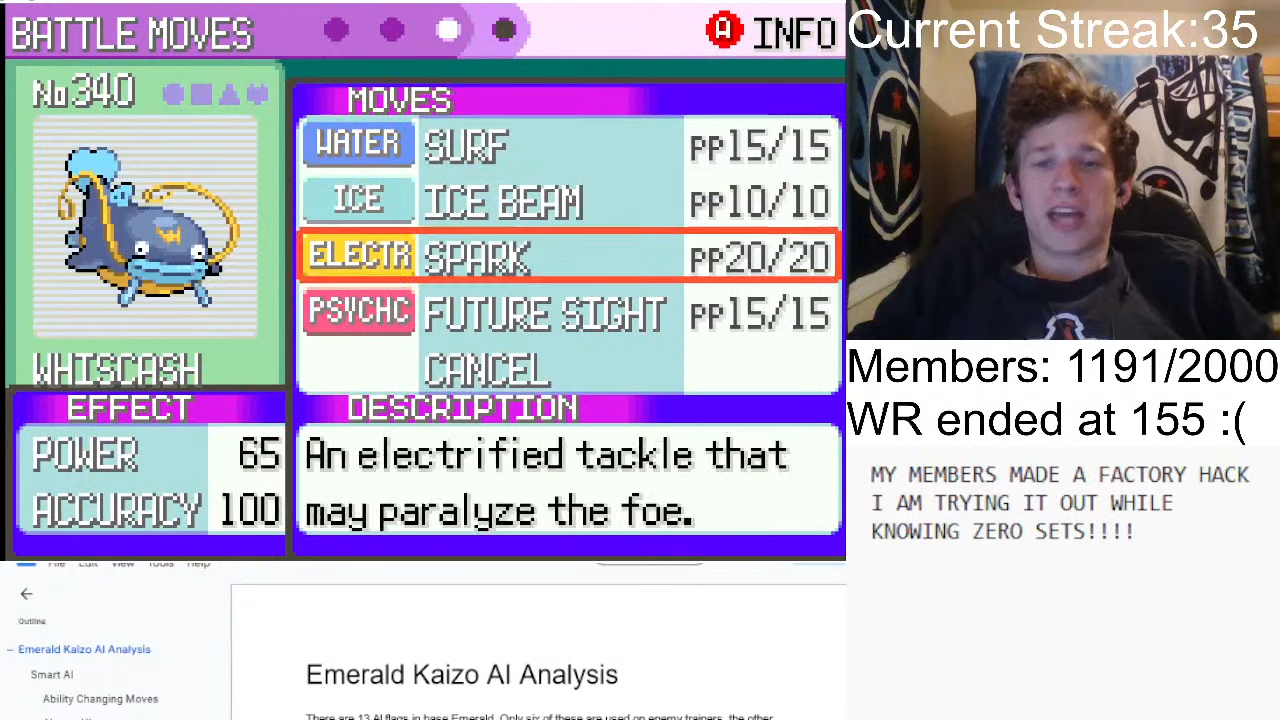 BATTLE MOVES
A INFO
No340
MOVES
WATER SURF PP15/15
ICE ICE BEAM PP10/10
ELECTR SPARK PP20/20
PSYCHC FUTURE SIGHT PP15/15
CANCEL
WHISCASH
EFFECT
POWER 65
ACCURACY 100
DESCRIPTION
An electrified tackle that
may paralyze the foe.
Current Streak:35
Members: 1191/2000
WR ended at 155 :(
MY MEMBERS MADE A FACTORY HACK
I AM TRYING IT OUT WHILE
KNOWING ZERO SETS!!!!
File Edit View Tools Help
Outline
Emerald Kaizo AI Analysis
Smart AI
Ability Changing Moves
Emerald Kaizo AI Analysis
There are 13 AI flags in base Emerald. Only six of these are used on enemy trainers, the other